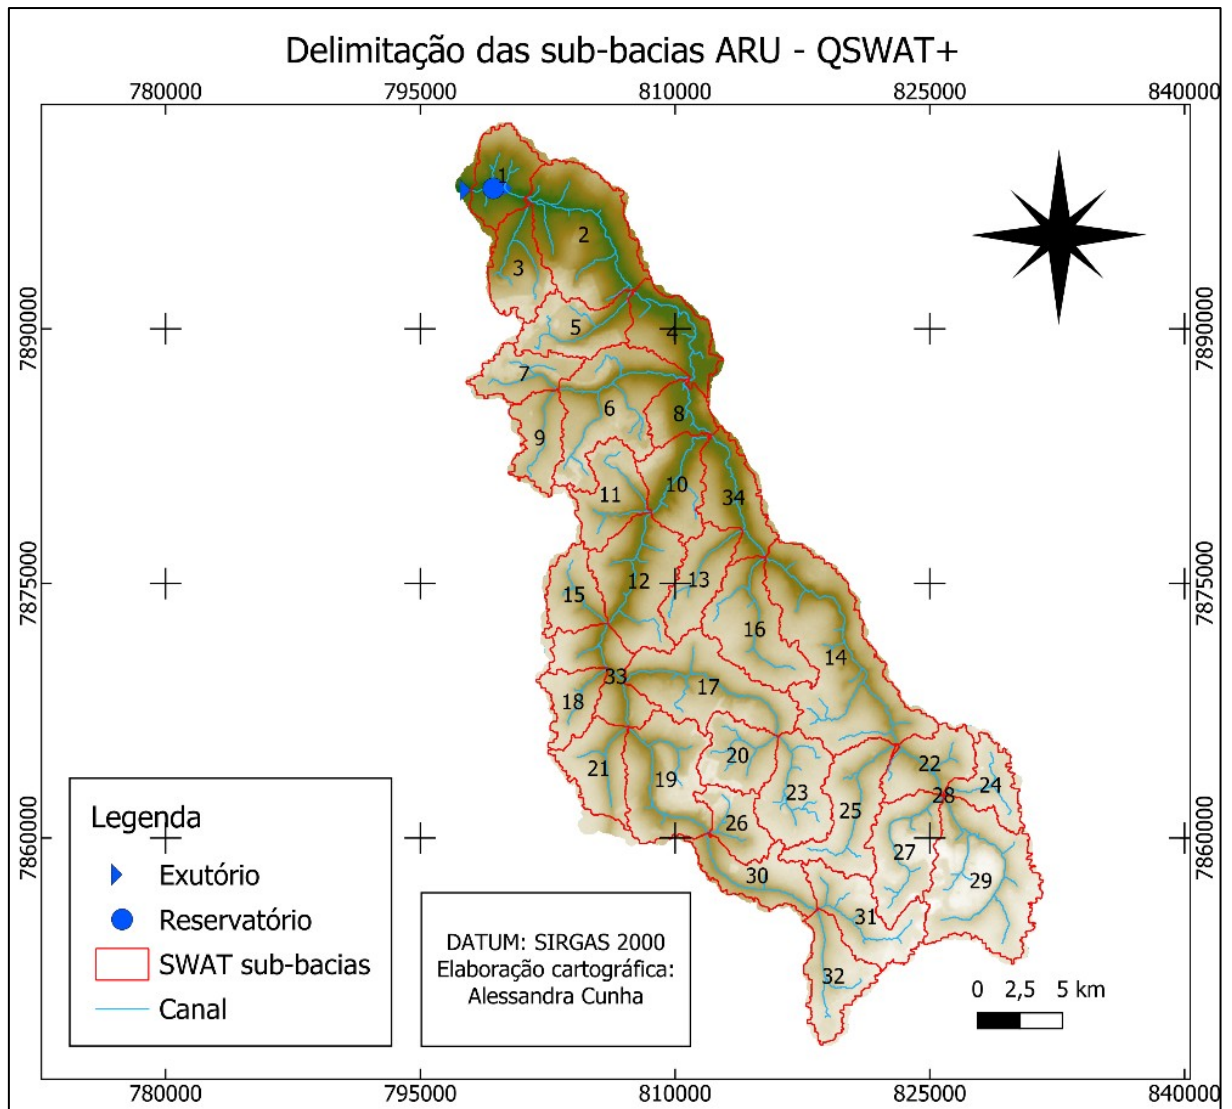 Delimitação das sub-bacias ARU - QSWAT+
780000 795000 810000 825000 840000
1
2
3
7890000 7890000
5 4
7
6 8
9
10
11 34
7875000 7875000
15 12 13
16
14
33
17
18
20 22
21 19 24
23 28
25
26
7860000 7860000
27
30 29
31
32
Legenda
Exutório
Reservatório
SWAT sub-bacias
Canal
DATUM: SIRGAS 2000
Elaboração cartográfica:
Alessandra Cunha
0 2,5 5 km
780000 795000 810000 825000 840000